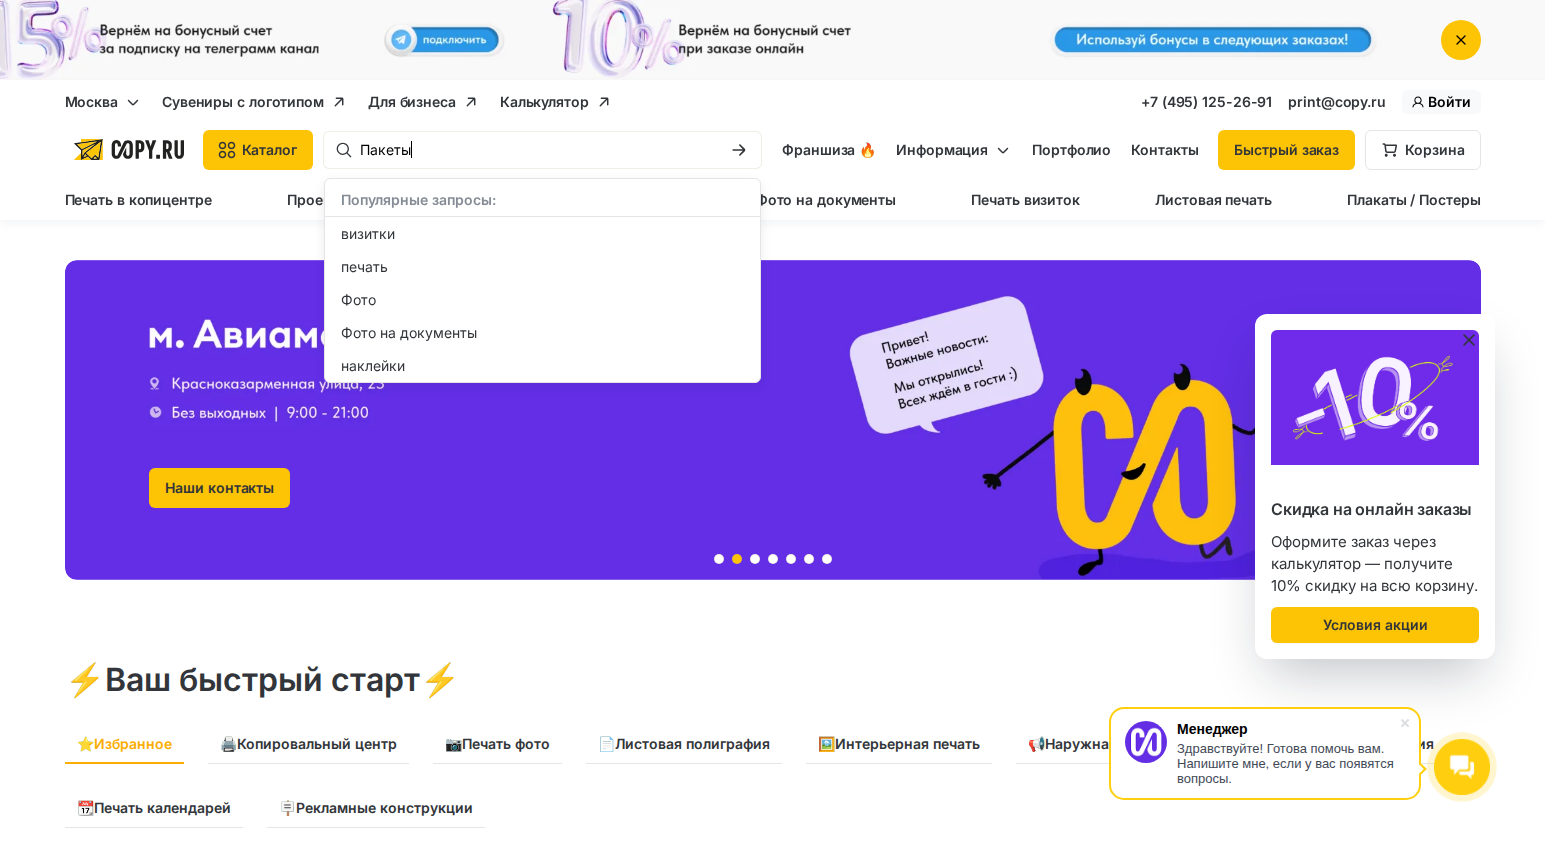 15%
Вернём на бонусный счет
за подписку на телеграмм канал
подключить
10%
Вернём на бонусный счет
при заказе онлайн
Используй бонусы в следующих заказах!
Москва
Сувениры с логотипом
Для бизнеса
Калькулятор
+7 (495) 125-26-91
print@copy.ru
Войти
COPY.RU
Каталог
Пакеты
Франшиза 🔥
Информация
Портфолио
Контакты
Быстрый заказ
Корзина
Печать в копицентре
Прое
Фото на документы
Печать визиток
Листовая печать
Плакаты / Постеры
Популярные запросы:
визитки
печать
Фото
Фото на документы
наклейки
м. Авиамо
Красноказарменная улица, 23
Без выходных | 9:00 - 21:00
Наши контакты
Привет!
Важные новости:
Мы открылись!
Всех ждём в гости :)
-10%
Скидка на онлайн заказы
Оформите заказ через
калькулятор — получите
10% скидку на всю корзину.
Условия акции
⚡Ваш быстрый старт⚡
⭐Избранное
🖨️Копировальный центр
📷Печать фото
📄Листовая полиграфия
🖼️Интерьерная печать
📢Наружна
ия
📆Печать календарей
🪧Рекламные конструкции
Менеджер
Здравствуйте! Готова помочь вам.
Напишите мне, если у вас появятся
вопросы.